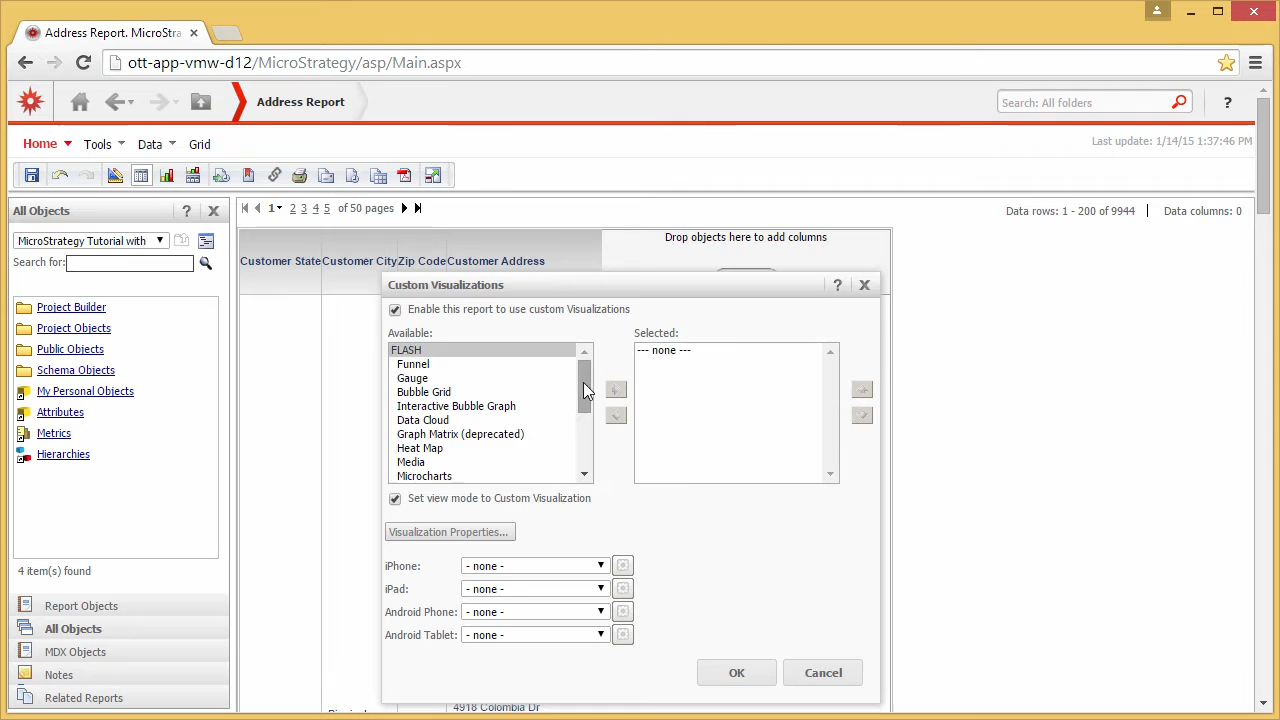 Address Report. MicroStra
ott-app-vmw-d12/MicroStrategy/asp/Main.aspx
Address Report
Search: All folders
?
Home Tools Data Grid
Last update: 1/14/15 1:37:46 PM
All Objects ?
1 2 3 4 5 of 50 pages
Data rows: 1 - 200 of 9944 | Data columns: 0
MicroStrategy Tutorial with
Search for:
Drop objects here to add columns
Customer State Customer City Zip Code Customer Address
Project Builder
Project Objects
Public Objects
Schema Objects
My Personal Objects
Attributes
Metrics
Hierarchies
4 item(s) found
Report Objects
All Objects
MDX Objects
Notes
Related Reports
Custom Visualizations ?
Enable this report to use custom Visualizations
Available: Selected:
FLASH
Funnel
Gauge
Bubble Grid
Interactive Bubble Graph
Data Cloud
Graph Matrix (deprecated)
Heat Map
Media
Microcharts
--- none ---
Set view mode to Custom Visualization
Visualization Properties...
iPhone: - none -
iPad: - none -
Android Phone: - none -
Android Tablet: - none -
OK Cancel
4918 Colombia Dr